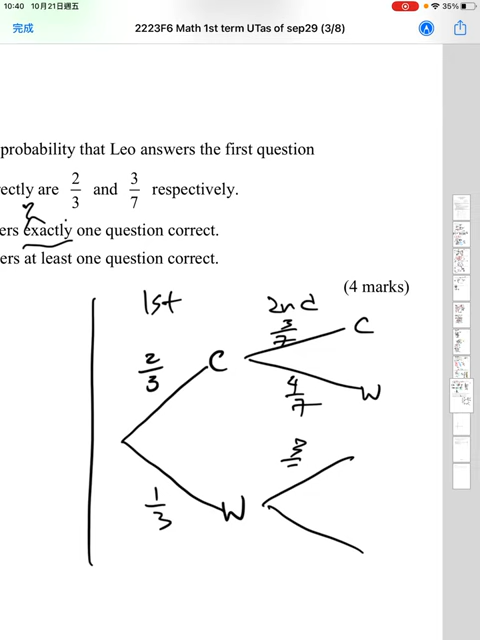 10:40 10月21日週五
35%
完成
2223F6 Math 1st term UTas of sep29 (3/8)
probability that Leo answers the first question
ectly are 2/3 and 3/7 respectively.
ers exactly one question correct.
ers at least one question correct.
(4 marks)
1st 2nd
3/7 C
2/3 C
4/7 W
1/3 W